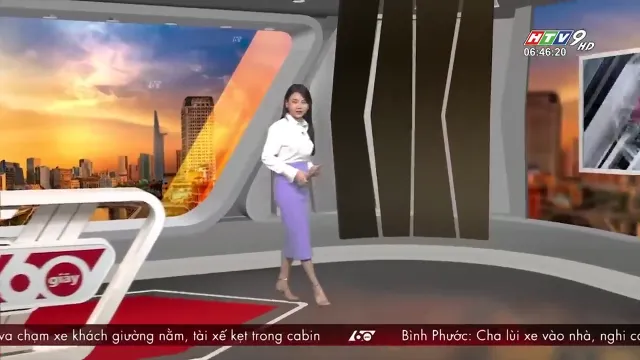 HTV9 HD
06:46:20
60
giây
va chạm xe khách giường nằm, tài xế kẹt trong cabin 60 Bình Phước: Cha lùi xe vào nhà, nghi